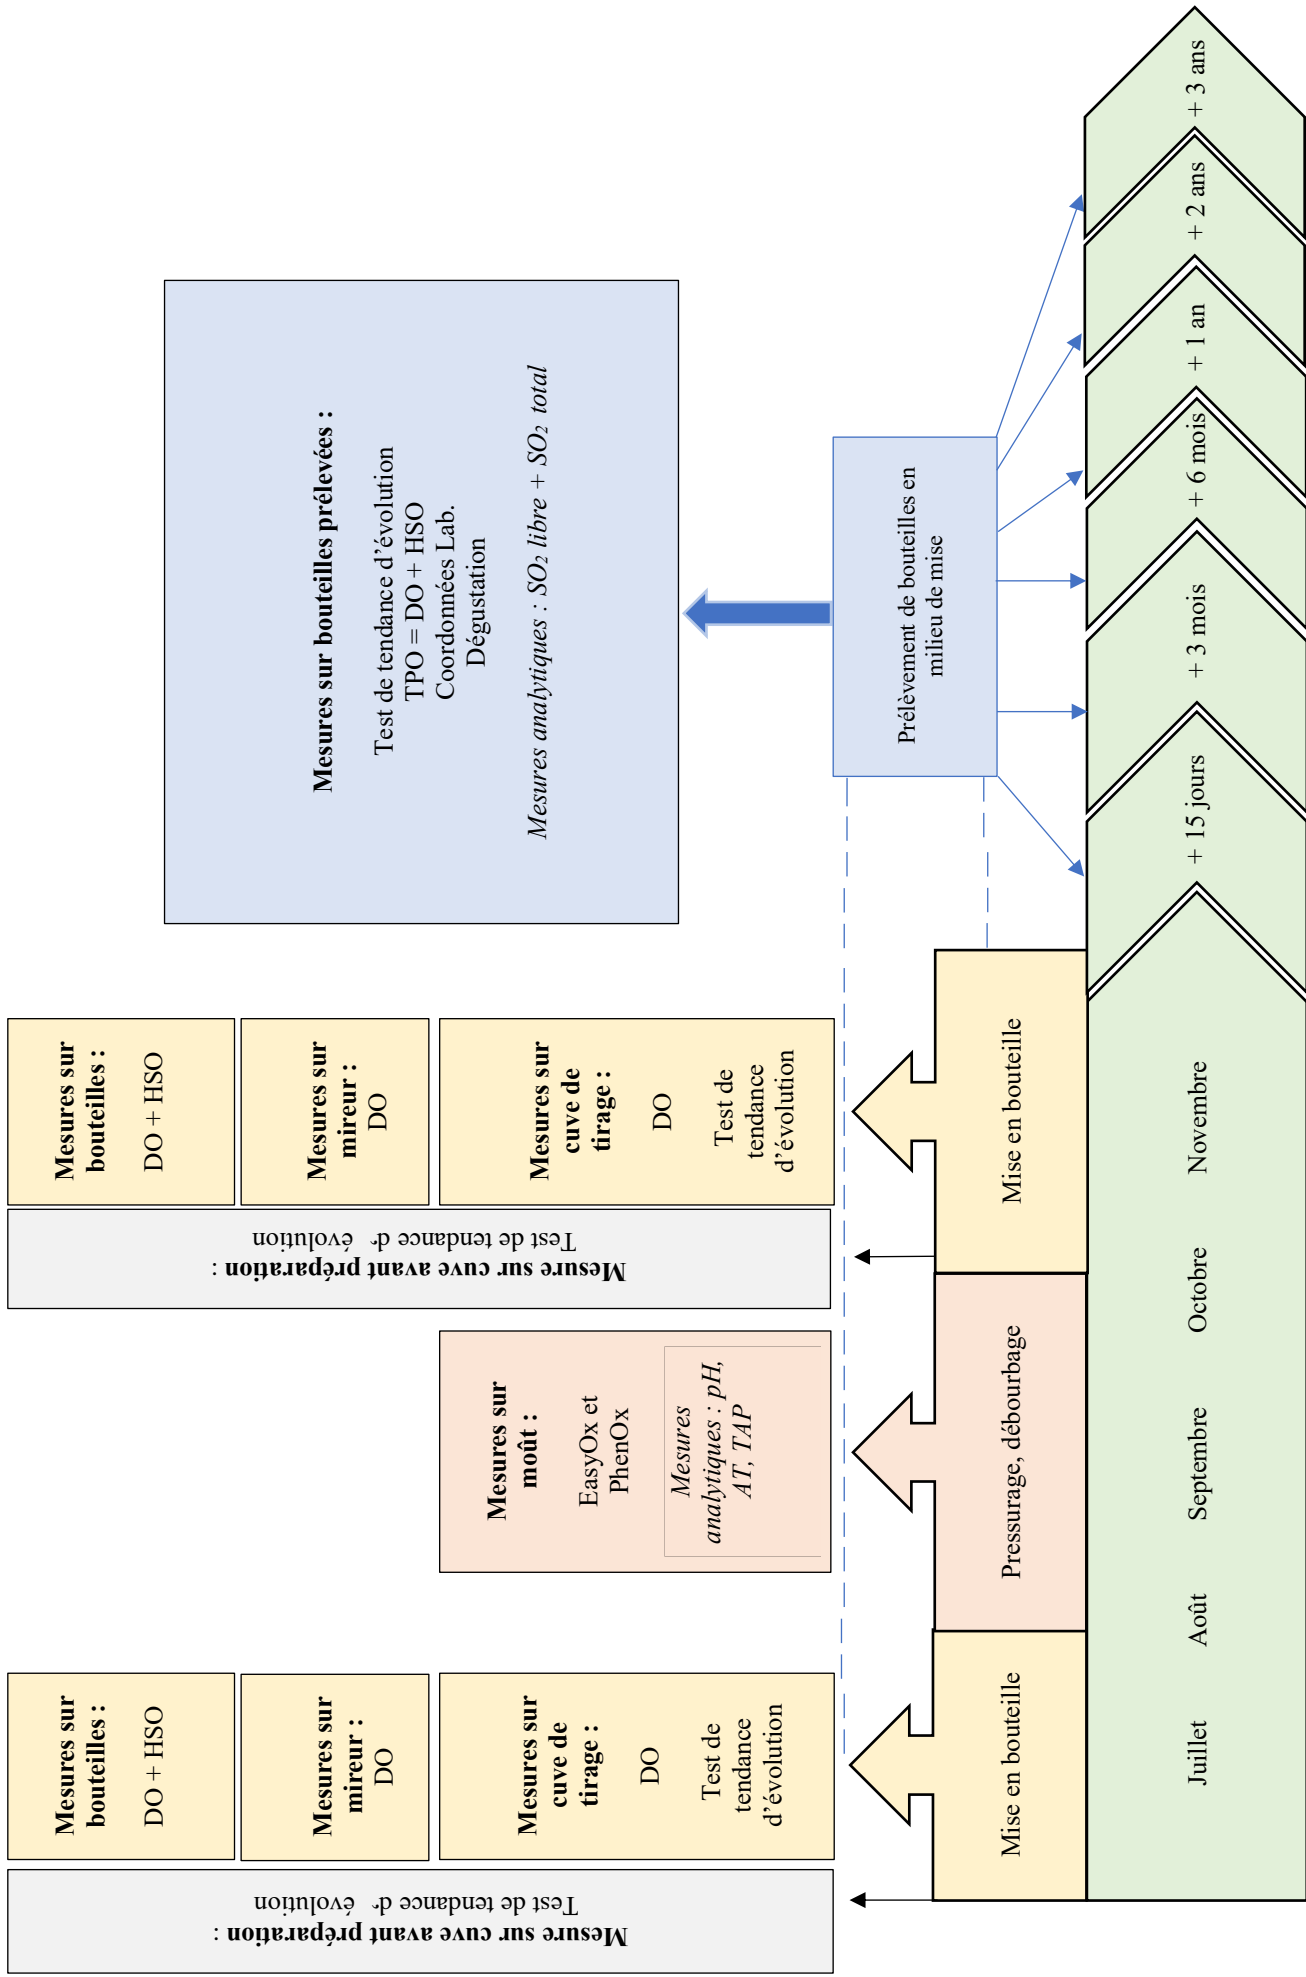 Mesure sur cuve avant préparation :
Test de tendance d' évolution
Mesures sur
bouteilles :
DO + HSO
Mesures sur
mireur :
DO
Mesures sur
cuve de
tirage :
DO
Test de
tendance
d'évolution
Mesures sur
moût :
EasyOx et
PhenOx
Mesures
analytiques : pH,
AT, TAP
Mesure sur cuve avant préparation :
Test de tendance d' évolution
Mesures sur
bouteilles :
DO + HSO
Mesures sur
mireur :
DO
Mesures sur
cuve de
tirage :
DO
Test de
tendance
d'évolution
Mesures sur bouteilles prélevées :
Test de tendance d'évolution
TPO = DO + HSO
Coordonnées Lab.
Dégustation
Mesures analytiques : SO₂ libre + SO₂ total
Prélèvement de bouteilles en
milieu de mise
Mise en bouteille
Pressurage, débourbage
Mise en bouteille
Juillet
Août
Septembre
Octobre
Novembre
+ 15 jours
+ 3 mois
+ 6 mois
+ 1 an
+ 2 ans
+ 3 ans